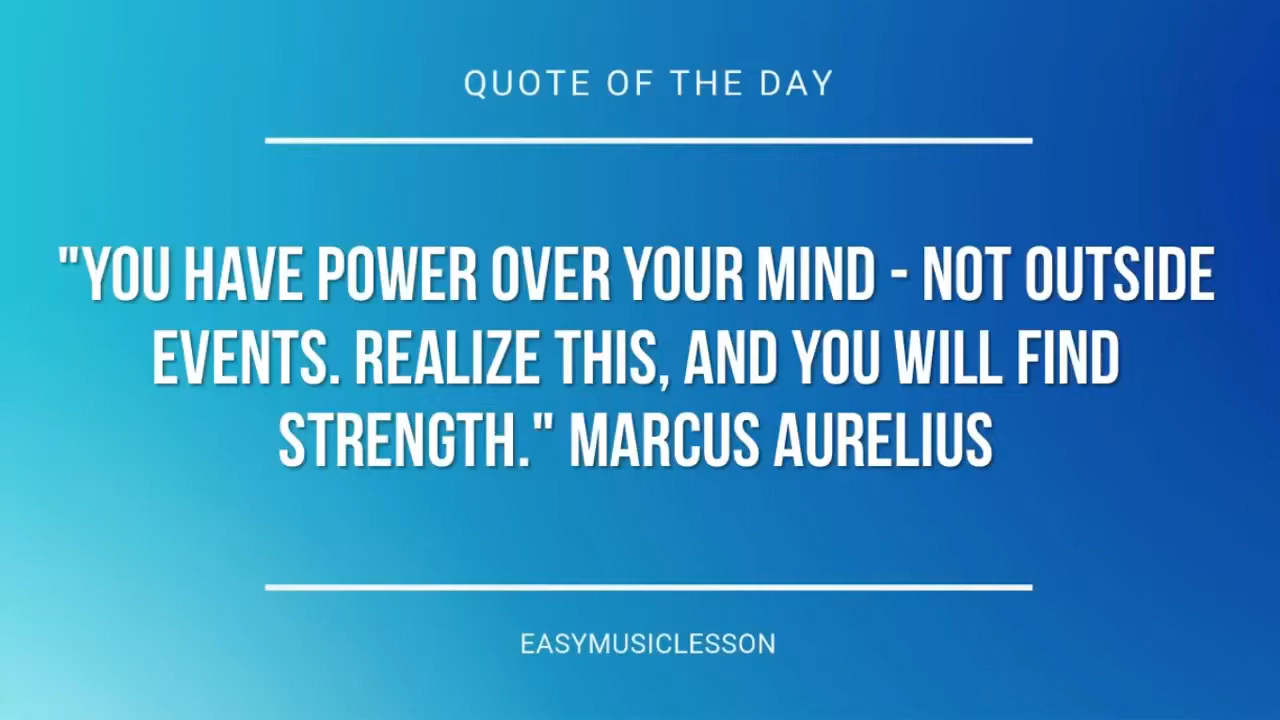 QUOTE OF THE DAY
"YOU HAVE POWER OVER YOUR MIND - NOT OUTSIDE
EVENTS. REALIZE THIS, AND YOU WILL FIND
STRENGTH." MARCUS AURELIUS
EASYMUSICLESSON